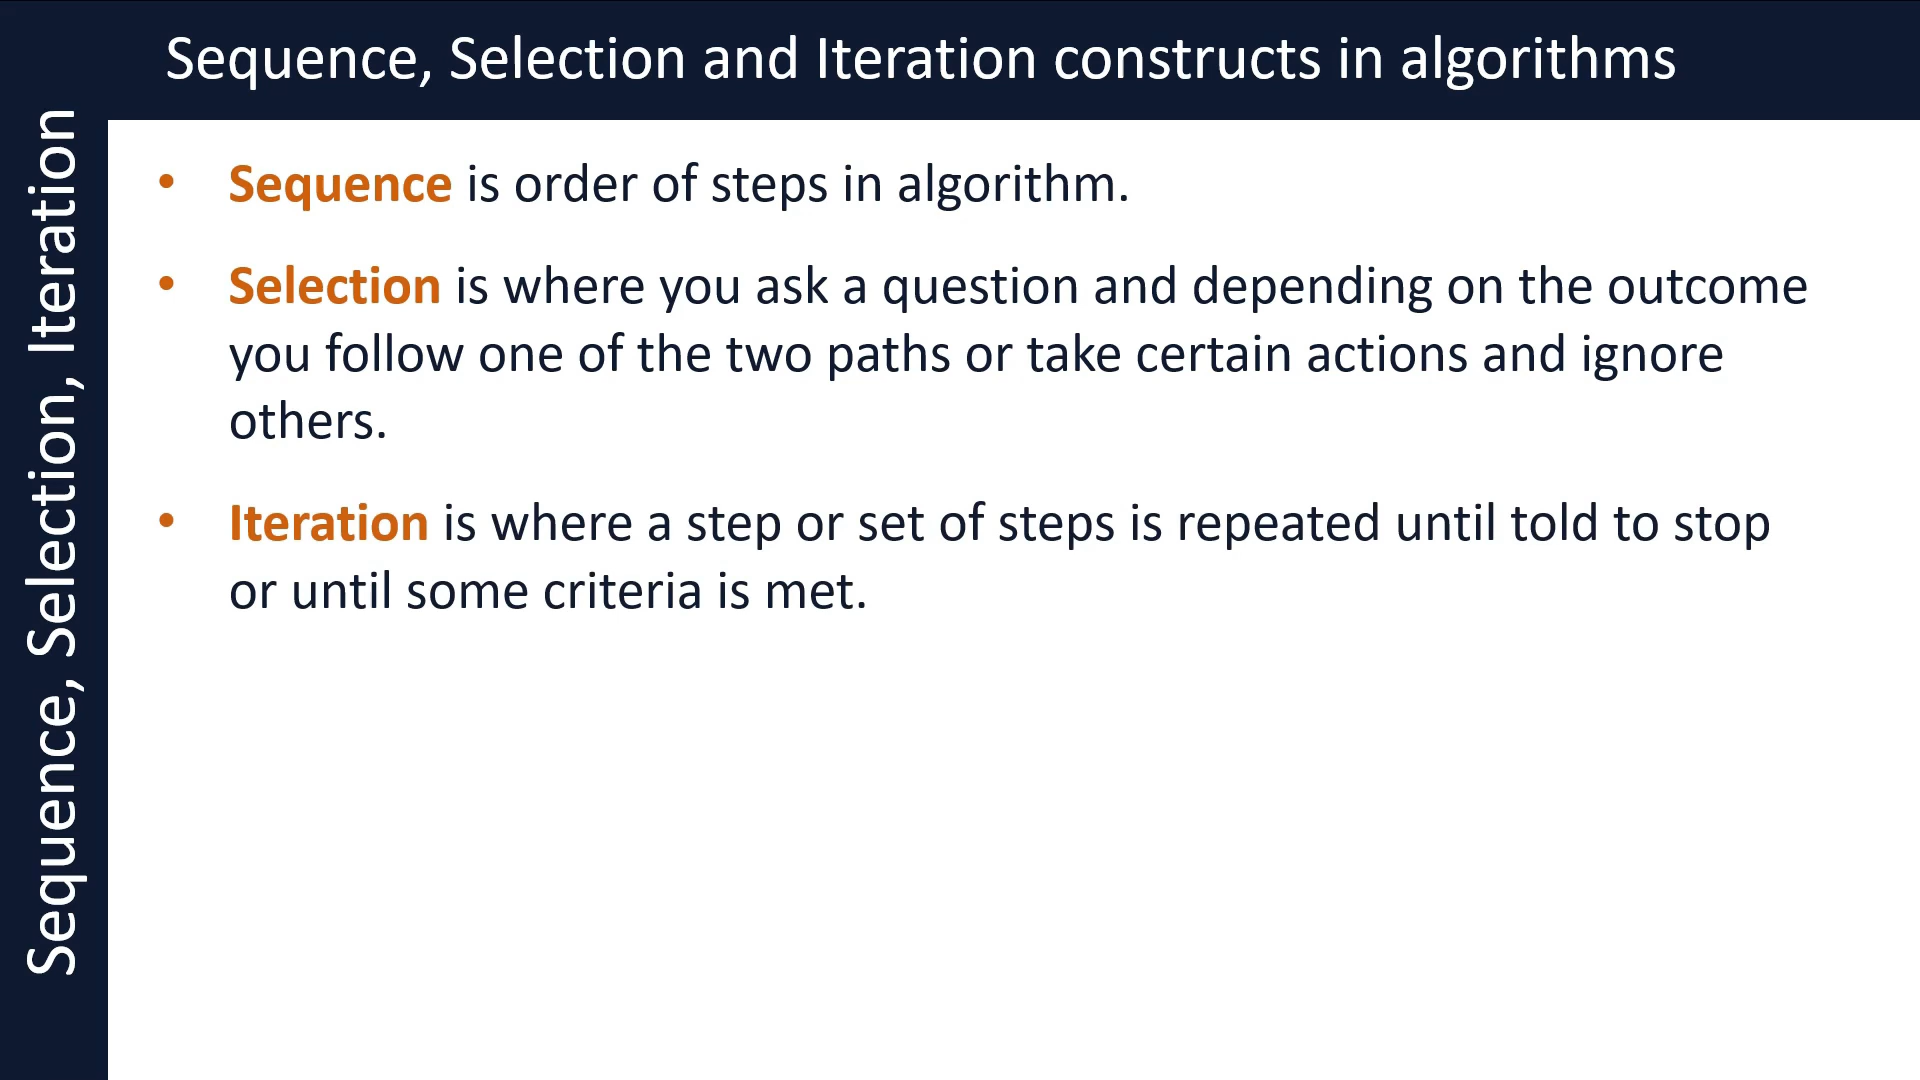 Sequence, Selection and Iteration constructs in algorithms
Sequence, Selection, Iteration
• Sequence is order of steps in algorithm.
• Selection is where you ask a question and depending on the outcome
you follow one of the two paths or take certain actions and ignore
others.
• Iteration is where a step or set of steps is repeated until told to stop
or until some criteria is met.